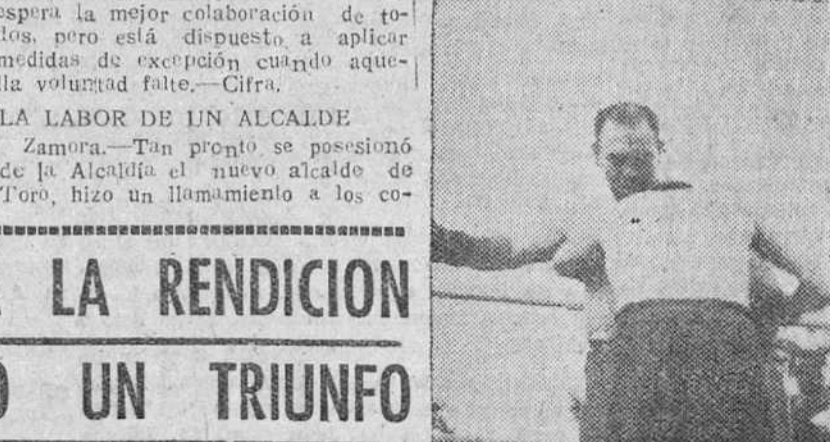 espera la mejor colaboración de to-
dos, pero está dispuesto a aplicar
medidas de excepción cuando aque-
lla voluntad falte.—Cifra.
LA LABOR DE UN ALCALDE
Zamora.—Tan pronto se posesionó
de la Alcaldía el nuevo alcalde de
Toro, hizo un llamamiento a los co-
LA RENDICION
UN TRIUNFO